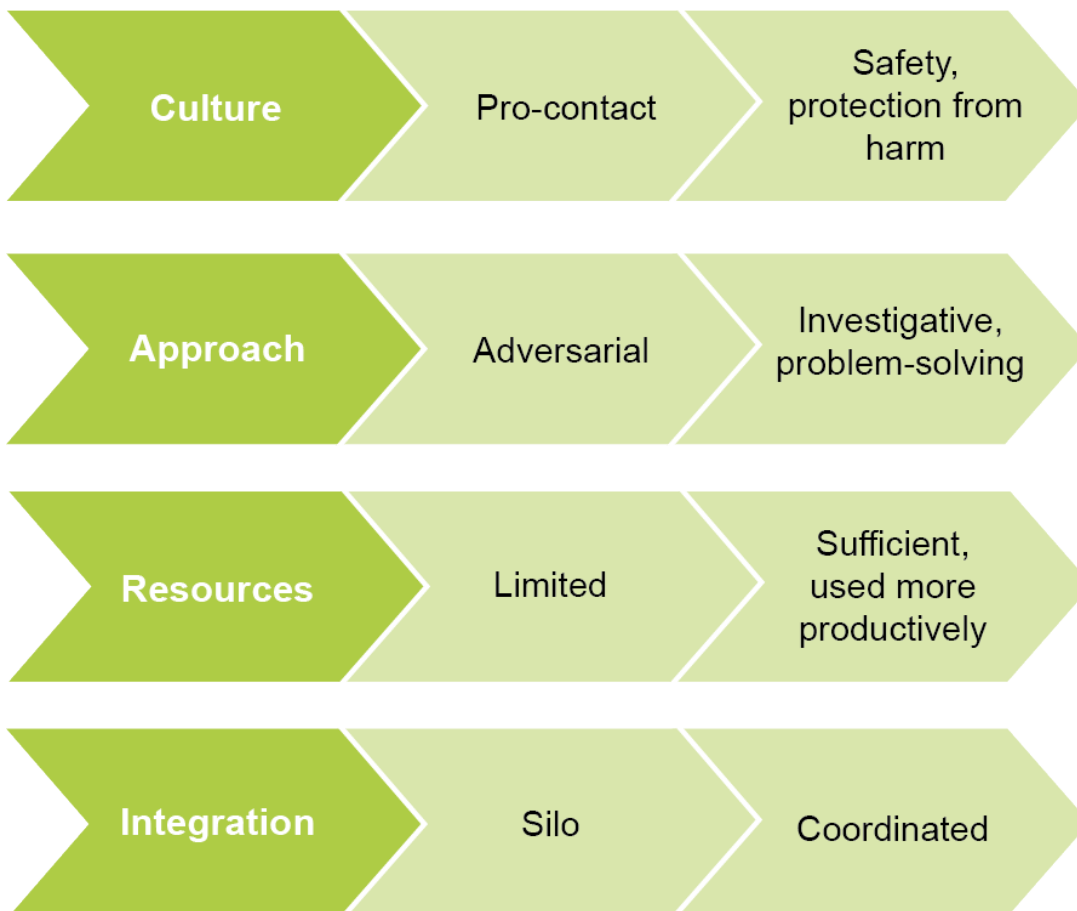 Culture
Pro-contact
Safety,
protection from
harm
Approach
Adversarial
Investigative,
problem-solving
Resources
Limited
Sufficient,
used more
productively
Integration
Silo
Coordinated